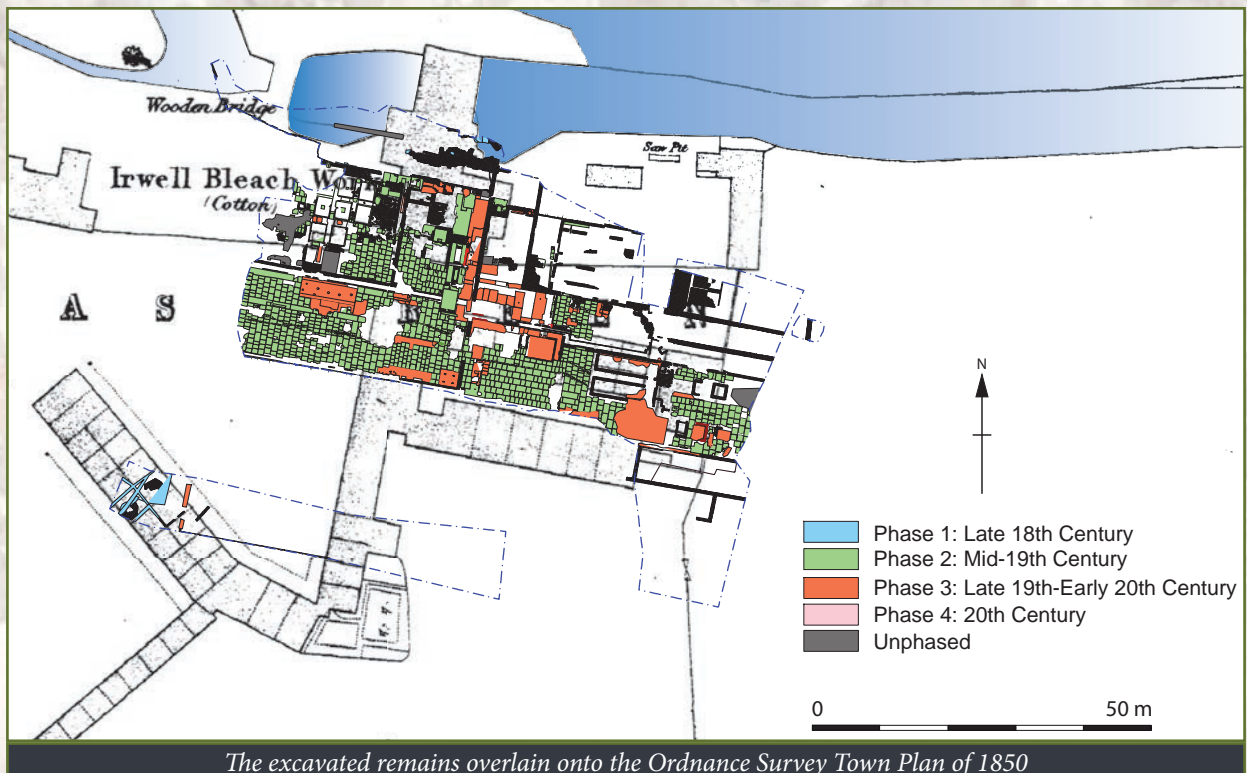 Wooden Bridge
Saw Pit
Irwell Bleach Wor
(Cotton)
A S
N
N
Phase 1: Late 18th Century
Phase 2: Mid-19th Century
Phase 3: Late 19th-Early 20th Century
Phase 4: 20th Century
Unphased
0 50 m
The excavated remains overlain onto the Ordnance Survey Town Plan of 1850